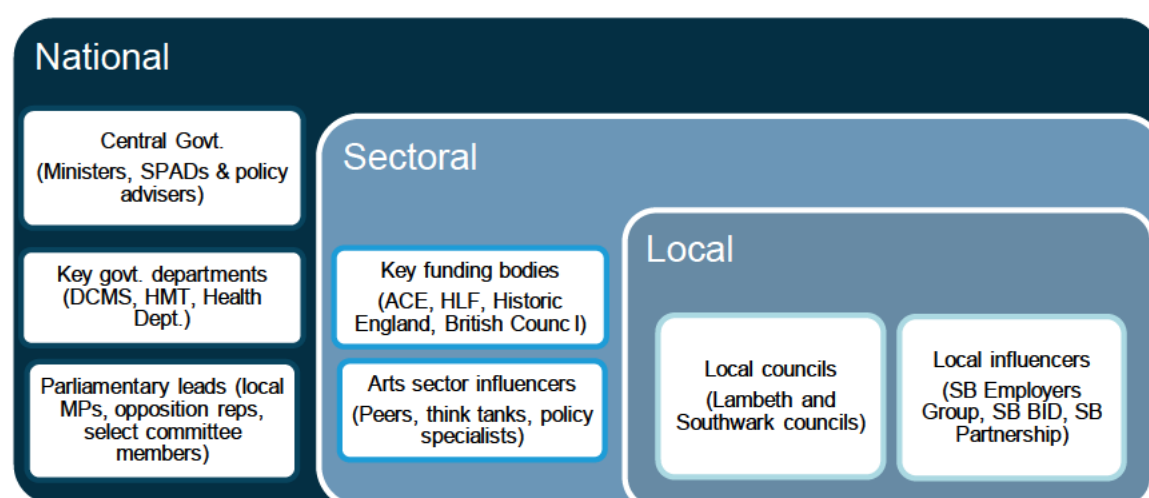 National
Central Govt.
(Ministers, SPADs & policy
advisers)
Key govt. departments
(DCMS, HMT, Health
Dept.)
Parliamentary leads (local
MPs, opposition reps,
select committee
members)
Sectoral
Key funding bodies
(ACE, HLF, Historic
England, British Counc l)
Arts sector influencers
(Peers, think tanks, policy
specialists)
Local
Local councils
(Lambeth and
Southwark councils)
Local influencers
(SB Employers
Group, SB BID, SB
Partnership)